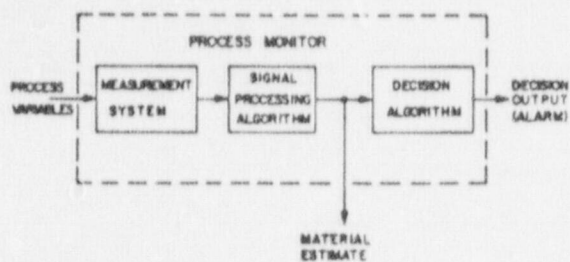 PROCESS MONITOR
PROCESS
VARIABLES
MEASUREMENT
SYSTEM
SIGNAL
PROCESSING
ALGORITHM
DECISION
ALGORITHM
DECISION
OUTPUT
(ALARM)
MATERIAL
ESTIMATE